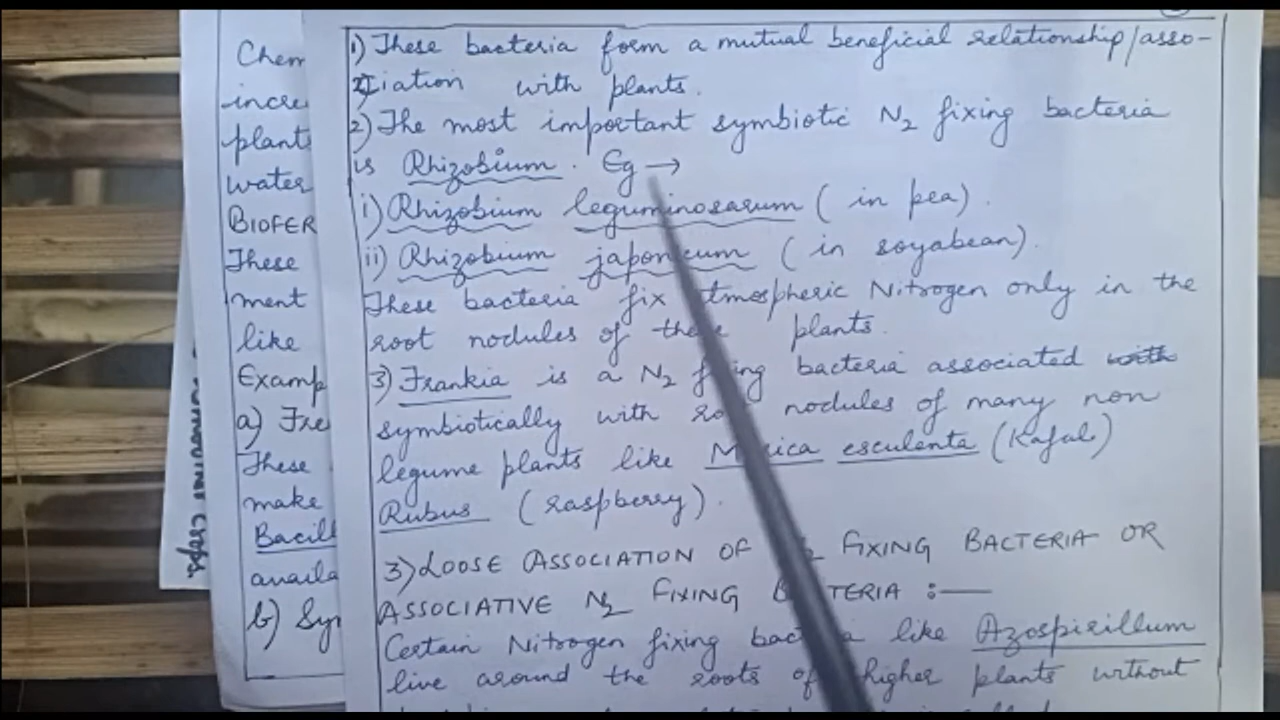 Chem
incre
plant
water
BIOFER
These
ment
like
Examp
a) Fre
These
make
Bacill
availa
b) Sym
1) These bacteria form a mutual beneficial relationship/asso-
ciation with plants.
2) The most important symbiotic N2 fixing bacteria
is Rhizobium. Eg →
i) Rhizobium leguminosarum (in pea).
ii) Rhizobium japonicum (in soyabean).
These bacteria fix atmospheric Nitrogen only in the
root nodules of these plants.
3) Frankia is a N2 fixing bacteria associated with
symbiotically with root nodules of many non
legume plants like Myrica esculenta (Kafal)
Rubus (raspberry).
3) LOOSE ASSOCIATION OF N2 FIXING BACTERIA OR
ASSOCIATIVE N2 FIXING BACTERIA :—
Certain Nitrogen fixing bacteria like Azospirillum
live around the roots of higher plants without